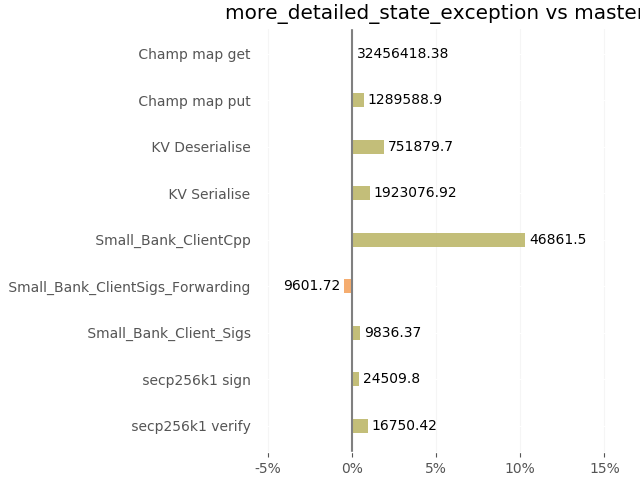 more_detailed_state_exception vs master
Champ map get 32456418.38
Champ map put 1289588.9
KV Deserialise 751879.7
KV Serialise 1923076.92
Small_Bank_ClientCpp 46861.5
Small_Bank_ClientSigs_Forwarding 9601.72
Small_Bank_Client_Sigs 9836.37
secp256k1 sign 24509.8
secp256k1 verify 16750.42
-5% 0% 5% 10% 15%